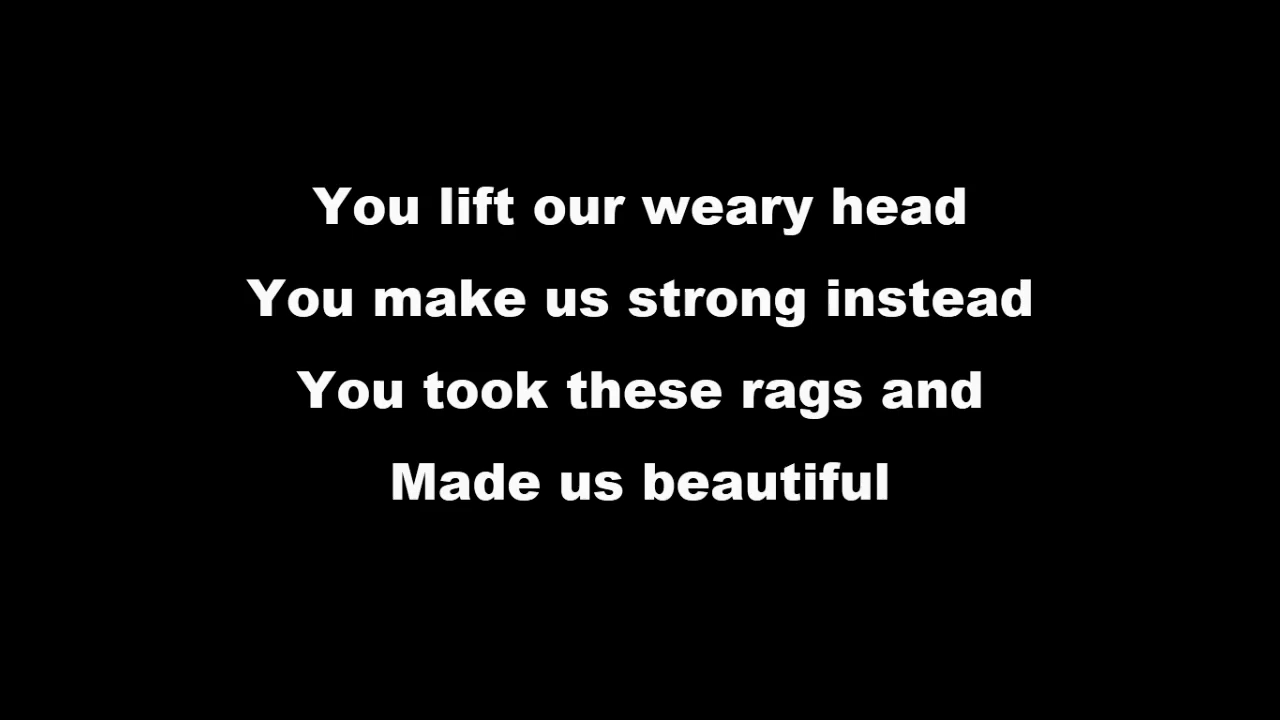 You lift our weary head
You make us strong instead
You took these rags and
Made us beautiful